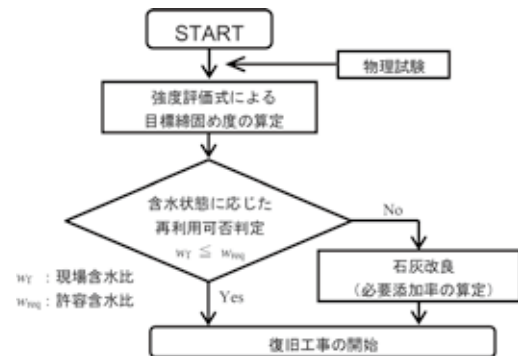 START
物理試験
強度評価式による
目標締固め度の算定
含水状態に応じた
再利用可否判定
wf ≦ wreq
No
石灰改良
(必要添加率の算定)
wf : 現場含水比
wreq : 許容含水比
Yes
復旧工事の開始